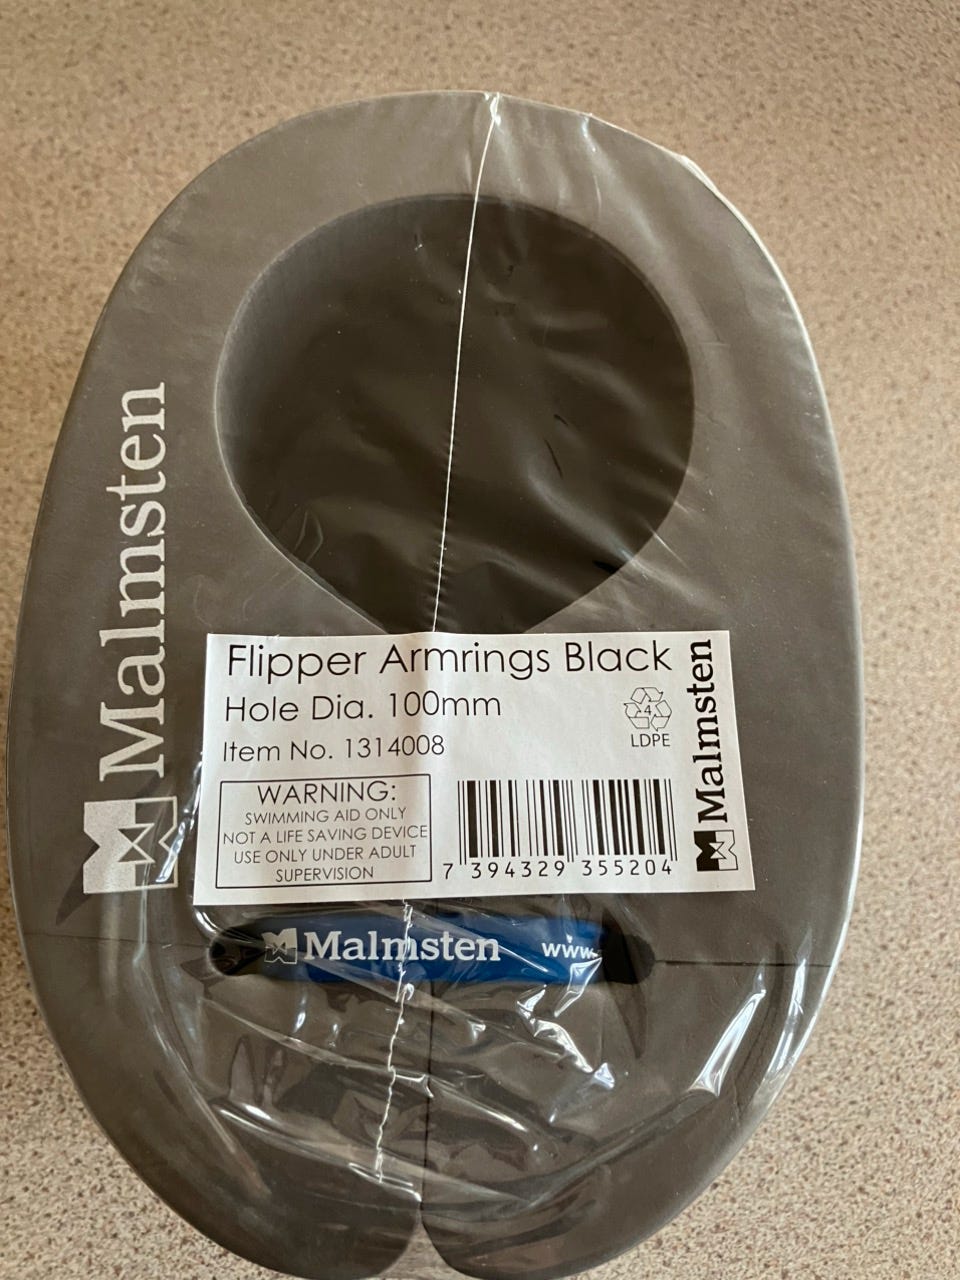 Malmsten
Flipper Armrings Black
Hole Dia. 100mm
Item No. 1314008
4
LDPE
Malmsten
WARNING:
SWIMMING AID ONLY
NOT A LIFE SAVING DEVICE
USE ONLY UNDER ADULT
SUPERVISION
7 394329 355204
Malmsten www.